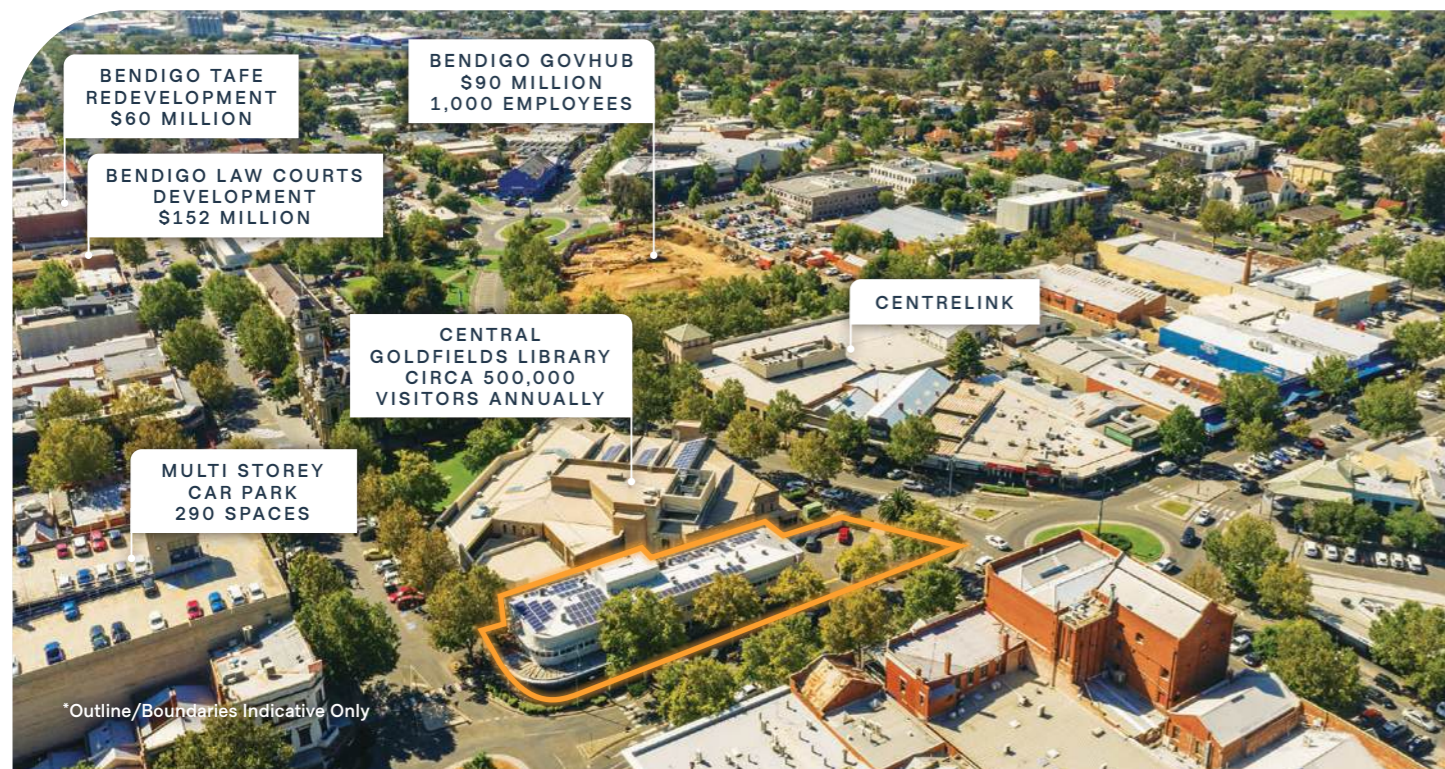 BENDIGO TAFE
REDEVELOPMENT
$60 MILLION
BENDIGO GOVHUB
$90 MILLION
1,000 EMPLOYEES
BENDIGO LAW COURTS
DEVELOPMENT
$152 MILLION
CENTRELINK
CENTRAL
GOLDFIELDS LIBRARY
CIRCA 500,000
VISITORS ANNUALLY
MULTI STOREY
CAR PARK
290 SPACES
*Outline/Boundaries Indicative Only